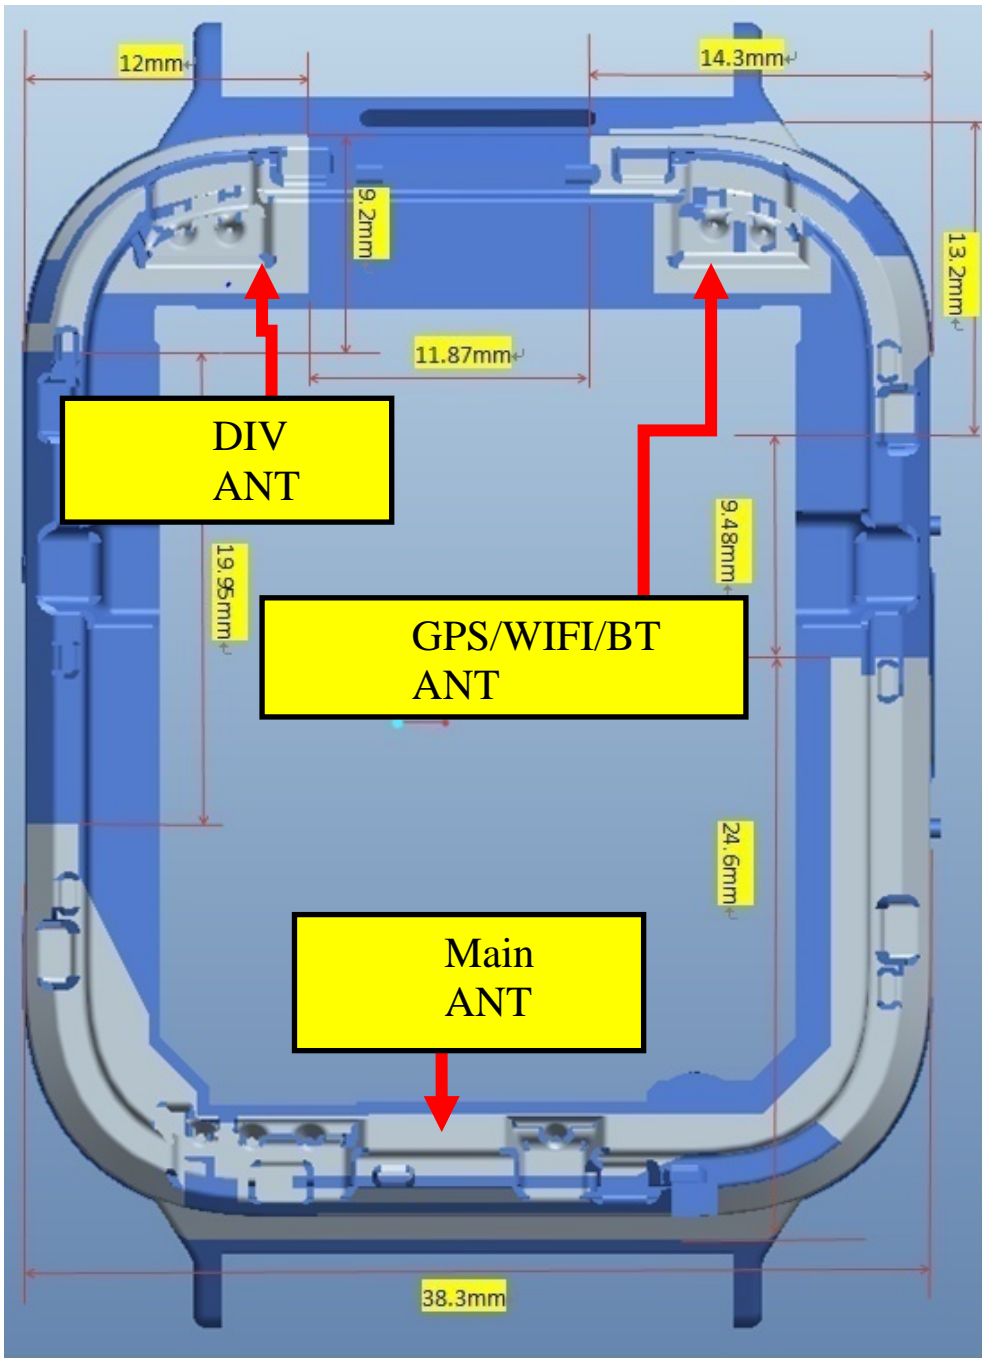 12mm
14.3mm
9.2mm
13.2mm
11.87mm
DIV
ANT
9.48mm
19.95mm
GPS/WIFI/BT
ANT
24.6mm
Main
ANT
38.3mm